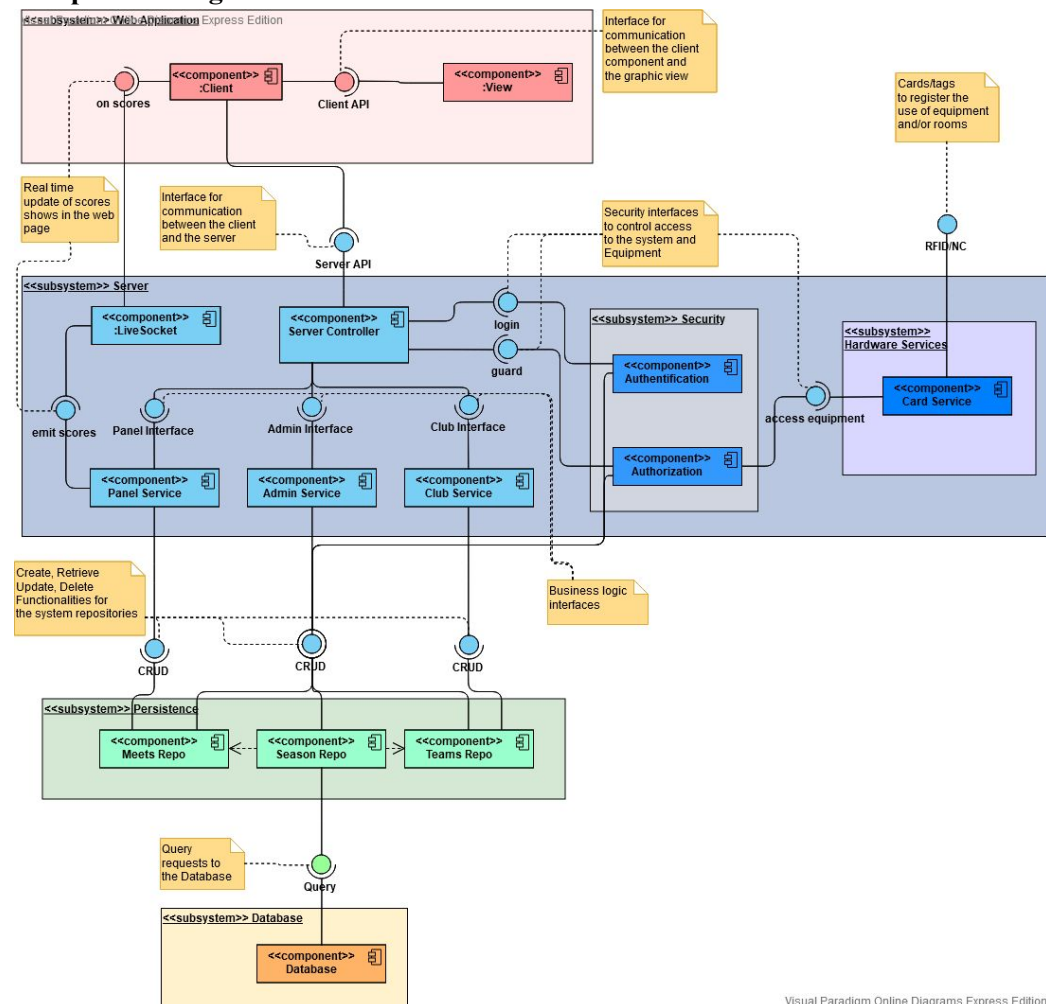 <<subsystem>> Web Application
Express Edition
Interface for
communication
between the client
component and
the graphic view
<<component>>
:Client
<<component>>
:View
on scores
Client API
Cards/tags
to register the
use of equipment
and/or rooms
Real time
update of scores
shows in the web
page
Interface for
communication
between the client
and the server
Security interfaces
to control access
to the system and
Equipment
Server API
RFID/NC
<<subsystem>> Server
<<component>>
:LiveSocket
<<component>>
Server Controller
login
guard
<<subsystem>> Security
<<component>>
Authentification
<<subsystem>>
Hardware Services
<<component>>
Card Service
emit scores
Panel Interface
Admin Interface
Club Interface
access equipment
<<component>>
Panel Service
<<component>>
Admin Service
<<component>>
Club Service
<<component>>
Authorization
Create, Retrieve
Update, Delete
Functionalities for
the system repositories
Business logic
interfaces
CRUD
CRUD
CRUD
<<subsystem>> Persistence
<<component>>
Meets Repo
<<component>>
Season Repo
<<component>>
Teams Repo
Query
requests to
the Database
Query
<<subsystem>> Database
<<component>>
Database
Visual Paradigm Online Diagrams Express Edition